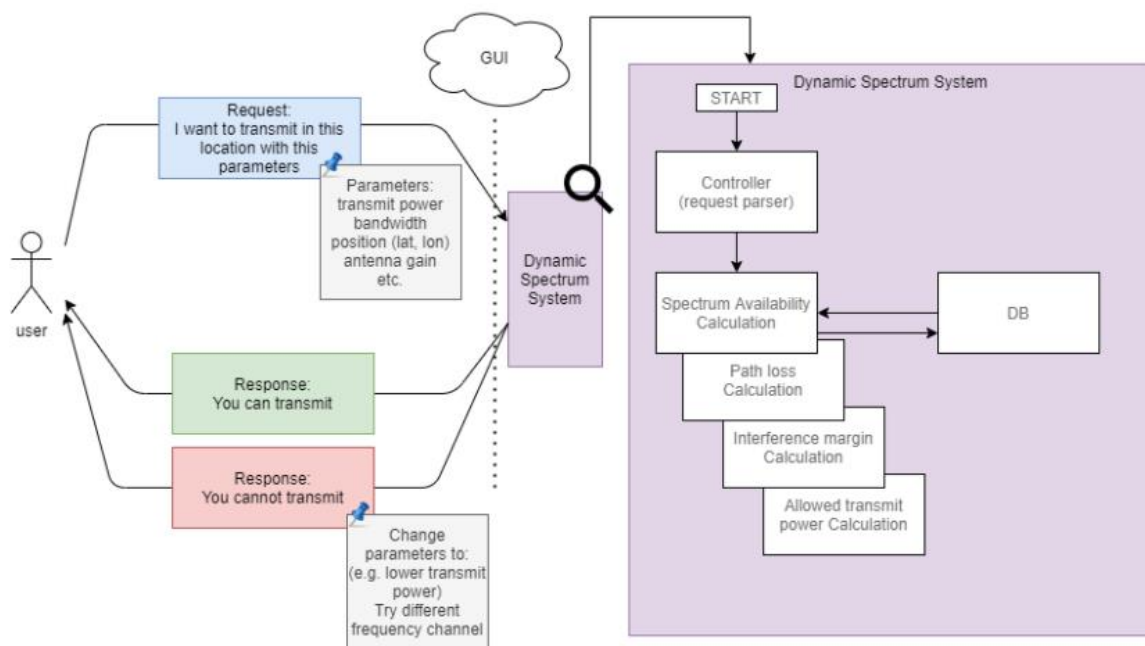 GUI
Request:
I want to transmit in this
location with this
parameters
Parameters:
transmit power
bandwidth
position (lat, lon)
antenna gain
etc.
user
Dynamic
Spectrum
System
Response:
You can transmit
Response:
You cannot transmit
Change
parameters to:
(e.g. lower transmit
power)
Try different
frequency channel
Dynamic Spectrum System
START
Controller
(request parser)
Spectrum Availability
Calculation
DB
Path loss
Calculation
Interference margin
Calculation
Allowed transmit
power Calculation